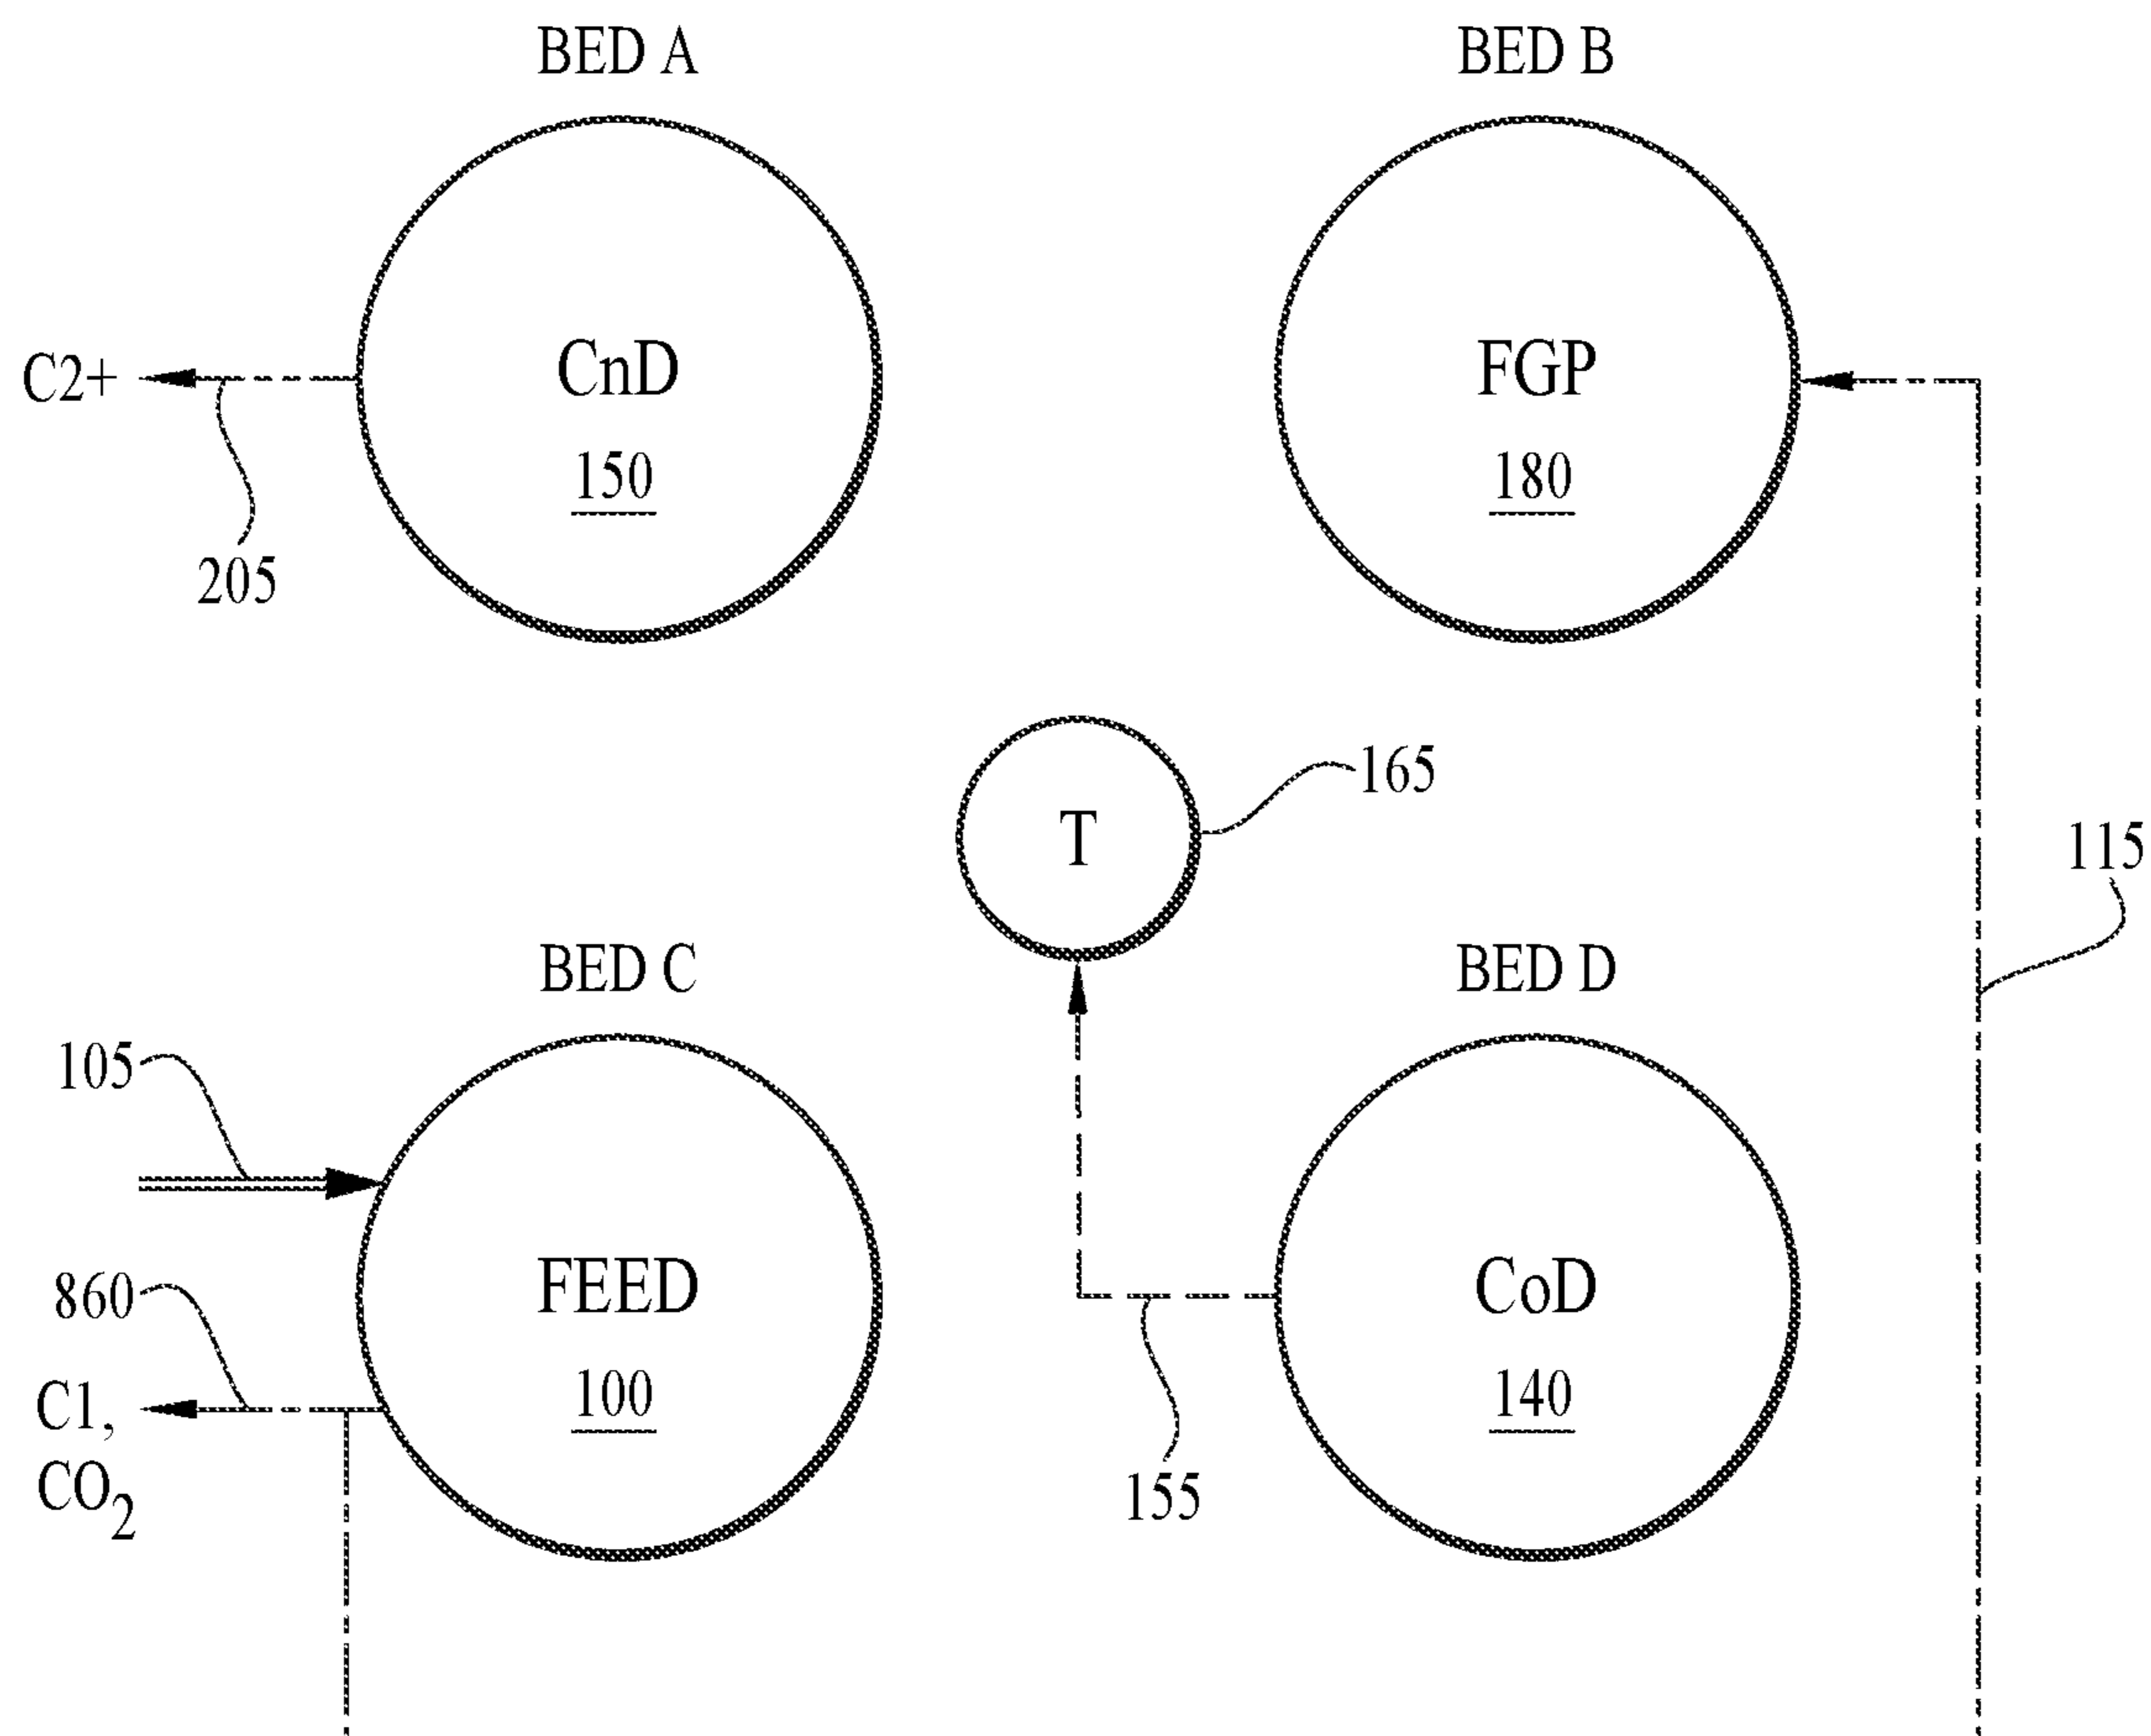 BED A
BED B
C2+
CnD
150
205
FGP
180
T
165
115
BED C
BED D
105
860
C1,
CO2
FEED
100
CoD
140
155